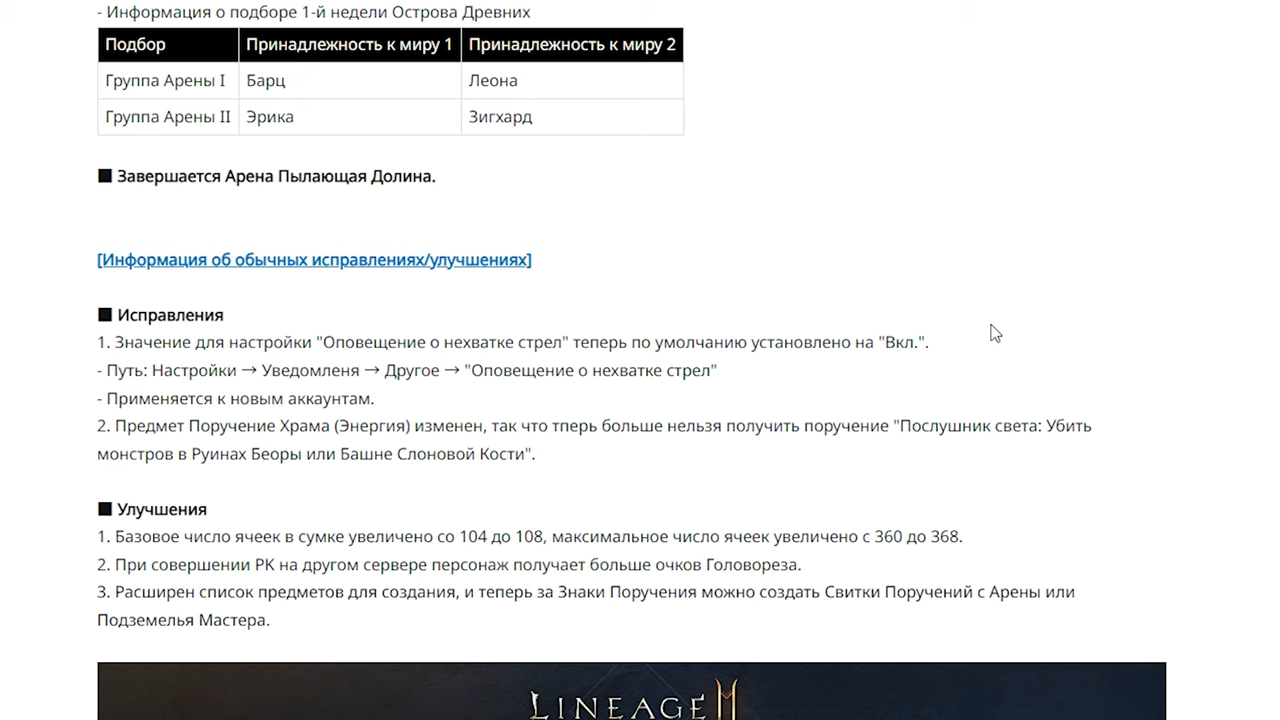 - Информация о подборе 1-й недели Острова Древних
Подбор Принадлежность к миру 1 Принадлежность к миру 2
Группа Арены I Барц Леона
Группа Арены II Эрика Зигхард
■ Завершается Арена Пылающая Долина.
[Информация об обычных исправлениях/улучшениях]
■ Исправления
1. Значение для настройки "Оповещение о нехватке стрел" теперь по умолчанию установлено на "Вкл.".
- Путь: Настройки → Уведомленя → Другое → "Оповещение о нехватке стрел"
- Применяется к новым аккаунтам.
2. Предмет Поручение Храма (Энергия) изменен, так что тперь больше нельзя получить поручение "Послушник света: Убить
монстров в Руинах Беоры или Башне Слоновой Кости".
■ Улучшения
1. Базовое число ячеек в сумке увеличено со 104 до 108, максимальное число ячеек увеличено с 360 до 368.
2. При совершении РК на другом сервере персонаж получает больше очков Головореза.
3. Расширен список предметов для создания, и теперь за Знаки Поручения можно создать Свитки Поручений с Арены или
Подземелья Мастера.
LINEAGE M